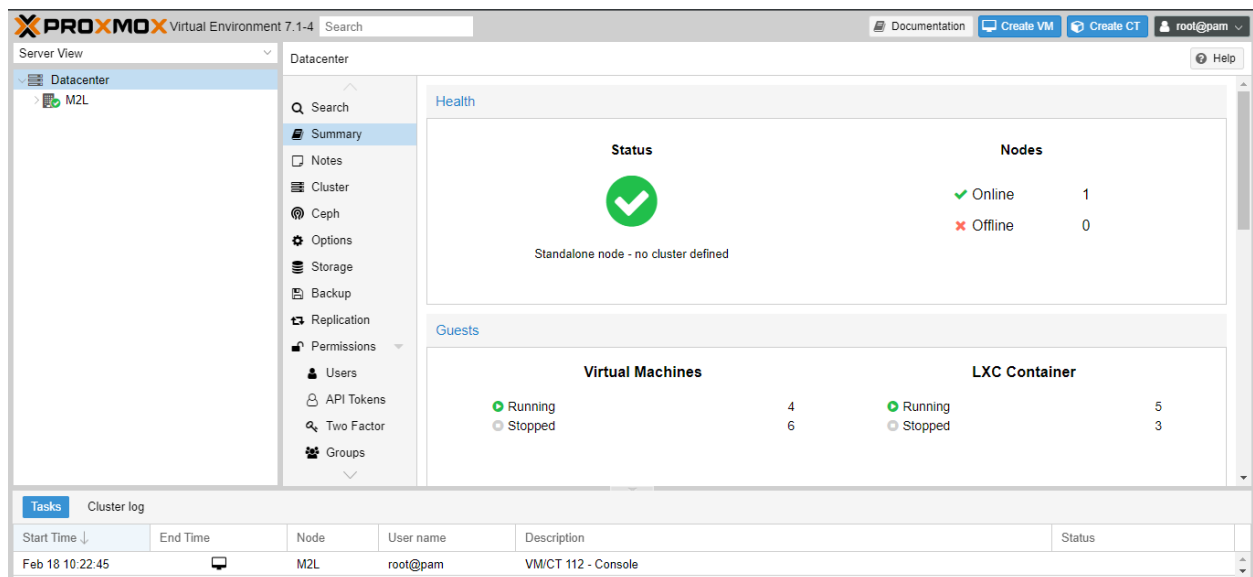 PROXMOX Virtual Environment 7.1-4 Search Documentation Create VM Create CT root@pam
Server View
Datacenter
M2L
Datacenter Help
Search
Summary
Notes
Cluster
Ceph
Options
Storage
Backup
Replication
Permissions
Users
API Tokens
Two Factor
Groups
Health
Status
Standalone node - no cluster defined
Nodes
Online 1
Offline 0
Guests
Virtual Machines
Running 4
Stopped 6
LXC Container
Running 5
Stopped 3
Tasks Cluster log
Start Time End Time Node User name Description Status
Feb 18 10:22:45 M2L root@pam VM/CT 112 - Console